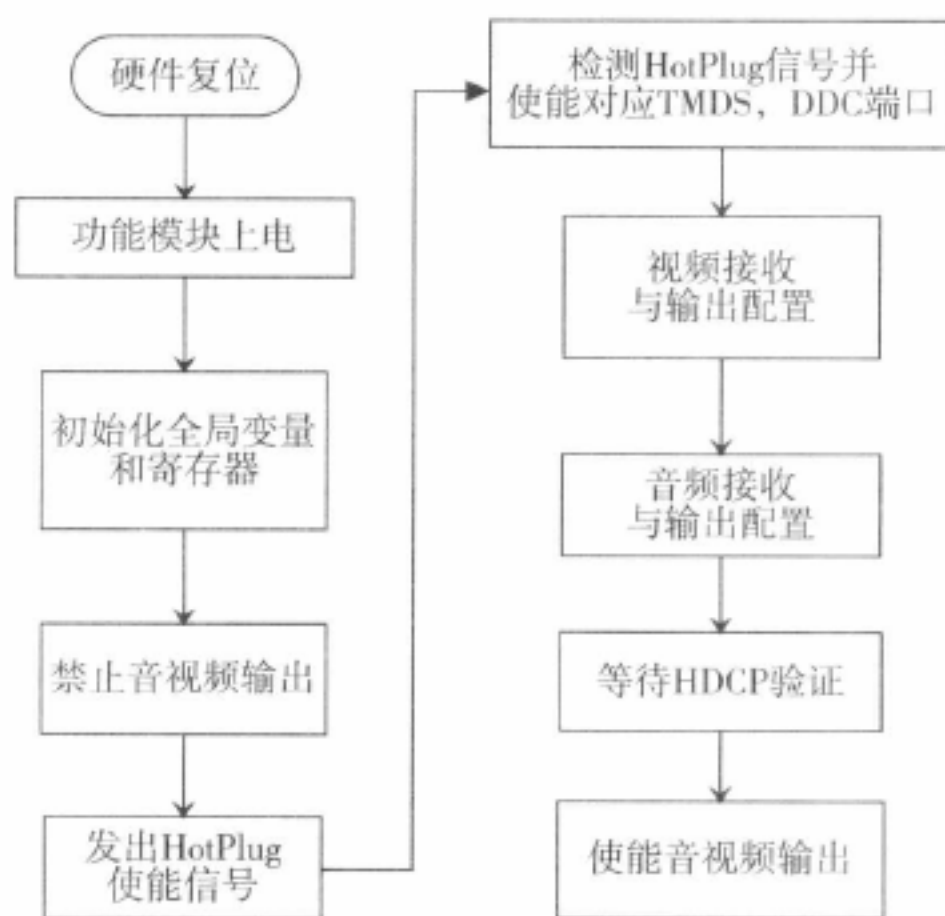 硬件复位
功能模块上电
初始化全局变量
和寄存器
禁止音视频输出
发出HotPlug
使能信号
检测HotPlug信号并
使能对应TMDS，DDC端口
视频接收
与输出配置
音频接收
与输出配置
等待HDCP验证
使能音视频输出